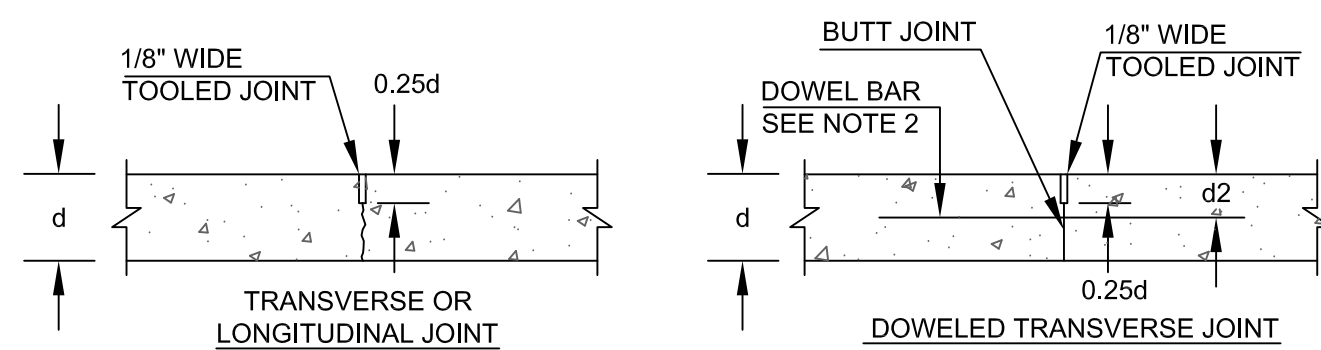 1/8" WIDE
TOOLED JOINT
0.25d
d
TRANSVERSE OR
LONGITUDINAL JOINT
BUTT JOINT
1/8" WIDE
TOOLED JOINT
DOWEL BAR
SEE NOTE 2
d
d2
0.25d
DOWELED TRANSVERSE JOINT